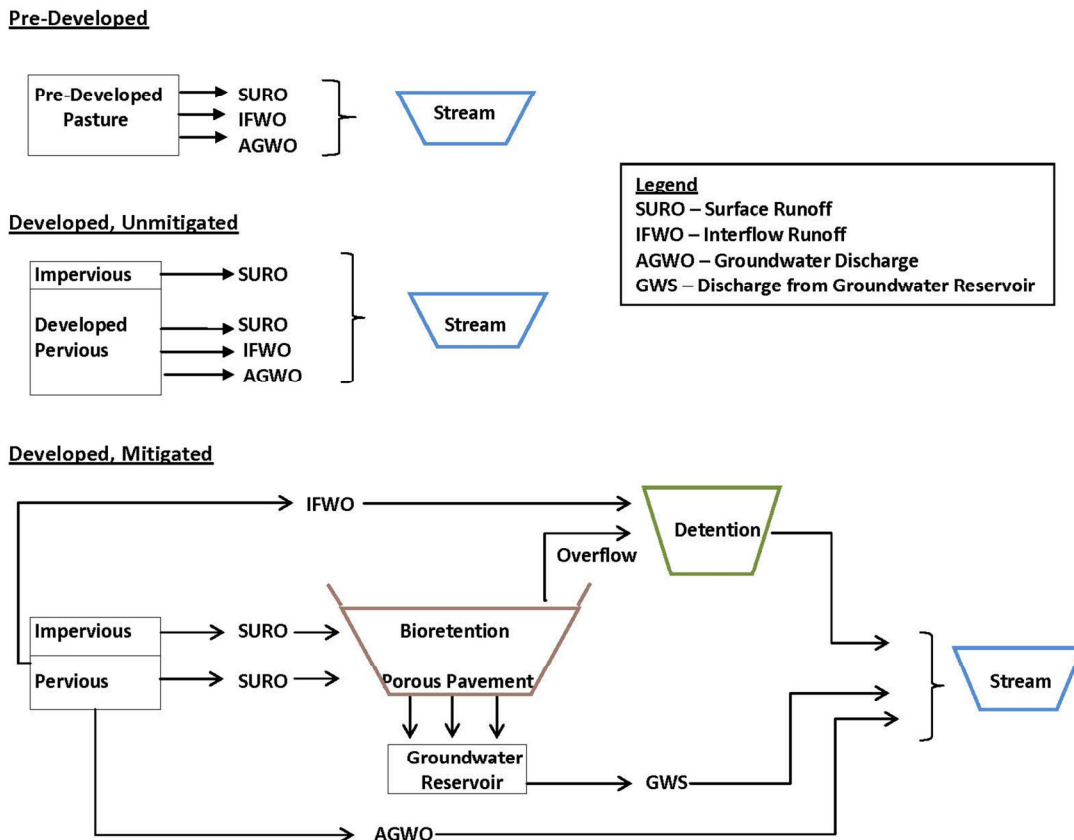 Pre-Developed
Pre-Developed
Pasture
SURO
IFWO
AGWO
Stream
Legend
SURO – Surface Runoff
IFWO – Interflow Runoff
AGWO – Groundwater Discharge
GWS – Discharge from Groundwater Reservoir
Developed, Unmitigated
Impervious
SURO
Developed
Pervious
SURO
IFWO
AGWO
Stream
Developed, Mitigated
IFWO
Detention
Overflow
Impervious
SURO
Bioretention
Pervious
SURO
Porous Pavement
Stream
Groundwater
Reservoir
GWS
AGWO